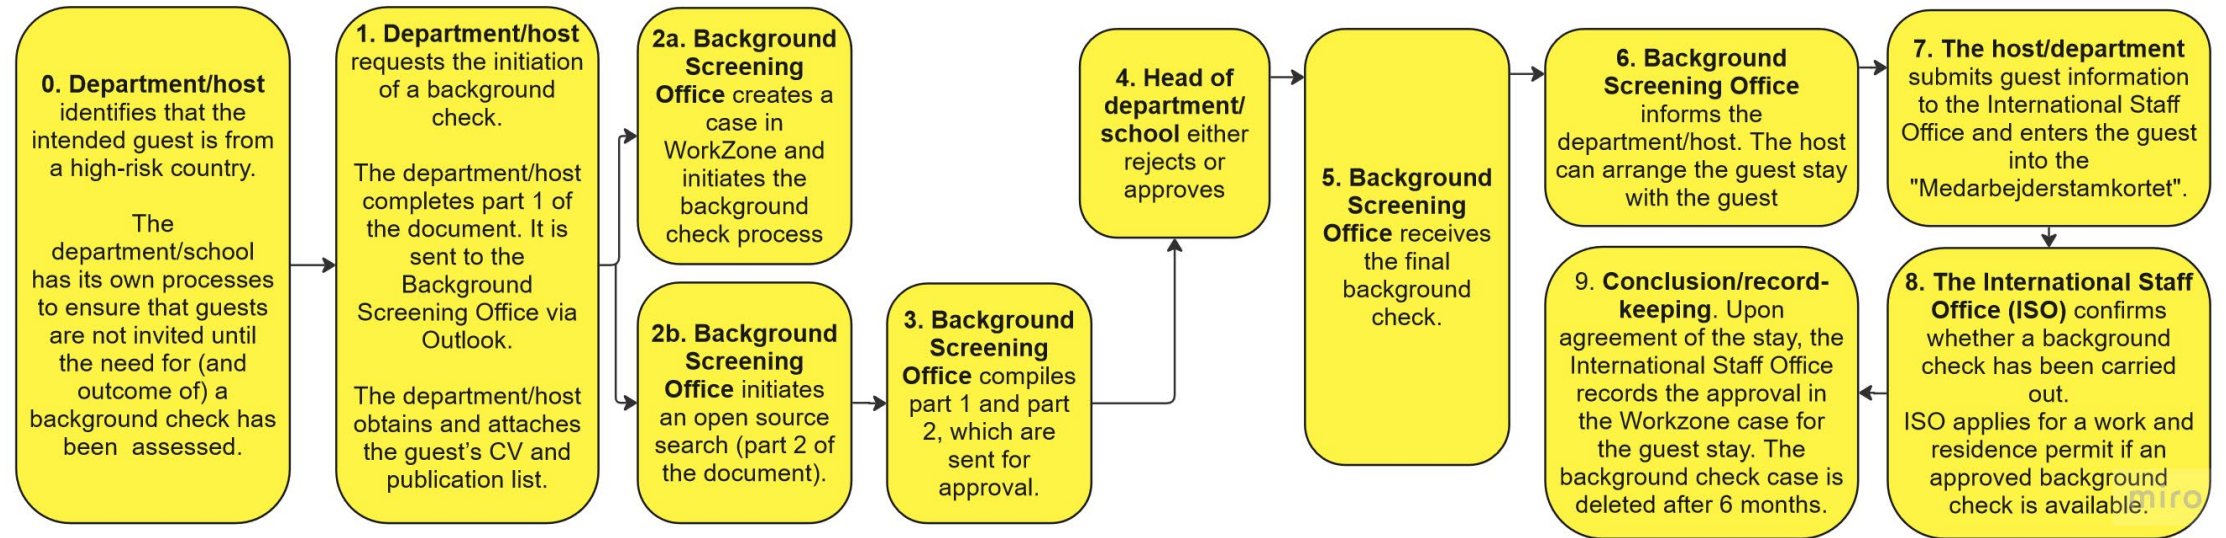 0. Department/host
identifies that the
intended guest is from
a high-risk country.
The
department/school
has its own processes
to ensure that guests
are not invited until
the need for (and
outcome of) a
background check has
been assessed.
1. Department/host
requests the initiation
of a background
check.
The department/host
completes part 1 of
the document. It is
sent to the
Background
Screening Office via
Outlook.
The department/host
obtains and attaches
the guest’s CV and
publication list.
2a. Background
Screening
Office creates a
case in
WorkZone and
initiates the
background
check process
2b. Background
Screening
Office initiates
an open source
search (part 2 of
the document).
3. Background
Screening
Office compiles
part 1 and part
2, which are
sent for
approval.
4. Head of
department/
school either
rejects or
approves
5. Background
Screening
Office receives
the final
background
check.
6. Background
Screening Office
informs the
department/host. The host
can arrange the guest stay
with the guest
7. The host/department
submits guest information
to the International Staff
Office and enters the guest
into the
"Medarbejderstamkortet".
8. The International Staff
Office (ISO) confirms
whether a background
check has been carried
out.
ISO applies for a work and
residence permit if an
approved background
check is available.
9. Conclusion/record-
keeping. Upon
agreement of the stay, the
International Staff Office
records the approval in
the Workzone case for
the guest stay. The
background check case is
deleted after 6 months.
miro